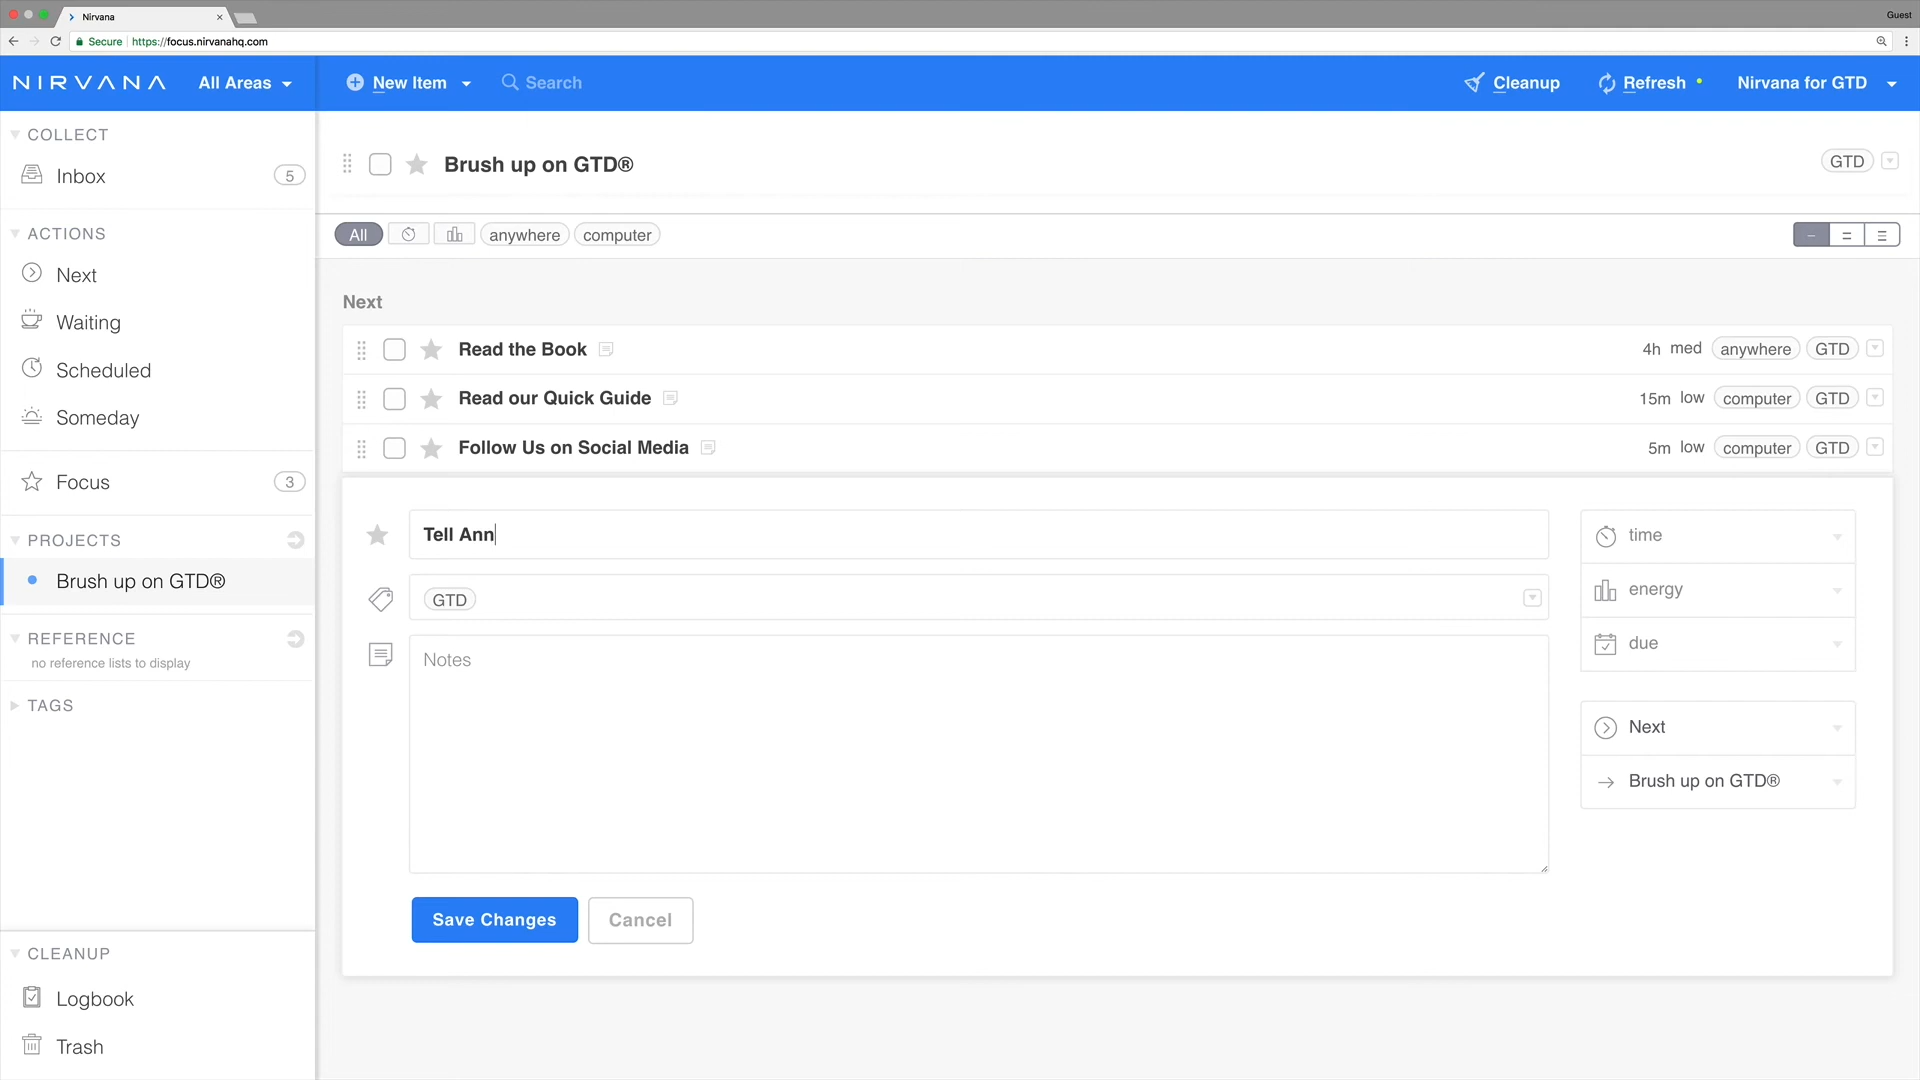 Nirvana
Guest
Secure https://focus.nirvanahq.com
NIRVANA All Areas New Item Search Cleanup Refresh Nirvana for GTD
COLLECT
Inbox 5
ACTIONS
Next
Waiting
Scheduled
Someday
Focus 3
PROJECTS
Brush up on GTD®
REFERENCE
no reference lists to display
TAGS
CLEANUP
Logbook
Trash
Brush up on GTD® GTD
All anywhere computer
Next
Read the Book 4h med anywhere GTD
Read our Quick Guide 15m low computer GTD
Follow Us on Social Media 5m low computer GTD
Tell Ann
GTD
Notes
time
energy
due
Next
Brush up on GTD®
Save Changes Cancel